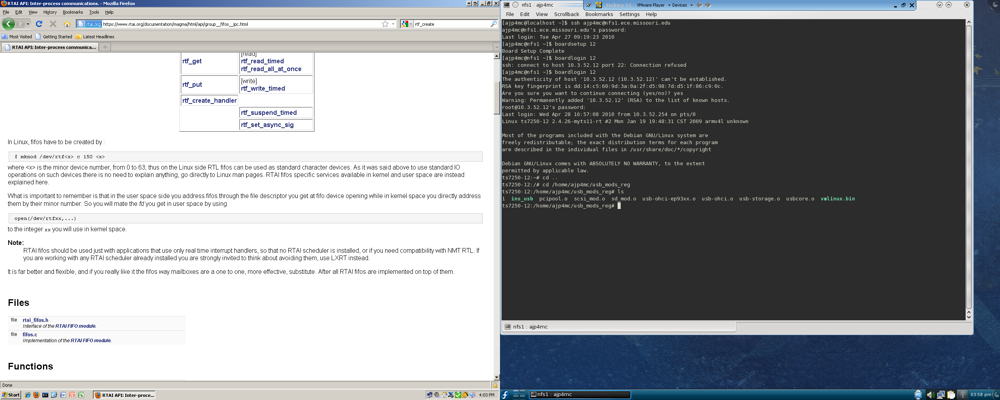 RTAI API: Inter-process communications. - Mozilla Firefox
File Edit View History Bookmarks Tools Help
rtai.org https://www.rtai.org/documentation/magma/html/api/group__fifos__ipc.html
rtf_create
Most Visited Getting Started Latest Headlines
RTAI API: Inter-process communica...
[read]
rtf_get rtf_read_timed
rtf_read_all_at_once
[write]
rtf_put
rtf_write_timed
rtf_create_handler
rtf_suspend_timed
rtf_set_async_sig
In Linux, fifos have to be created by :
$ mknod /dev/rtf<x> c 150 <x>
where <x> is the minor device number, from 0 to 63; thus on the Linux side RTL fifos can be used as standard character devices. As it was said above to use standard IO
operations on such devices there is no need to explain anything, go directly to Linux man pages. RTAI fifos specific services available in kernel and user space are instead
explained here.
What is important to remember is that in the user space side you address fifos through the file descriptor you get at fifo device opening while in kernel space you directly address
them by their minor number. So you will mate the fd you get in user space by using
open(/dev/rtfxx,...)
to the integer xx you will use in kernel space.
Note:
RTAI fifos should be used just with applications that use only real time interrupt handlers, so that no RTAI scheduler is installed, or if you need compatibility with NMT RTL. If
you are working with any RTAI scheduler already installed you are strongly invited to think about avoiding them, use LXRT instead.
It is far better and flexible, and if you really like it the fifos way mailboxes are a one to one, more effective, substitute. After all RTAI fifos are implemented on top of them.
Files
file rtai_fifos.h
Interface of the RTAI FIFO module.
file fifos.c
Implementation of the RTAI FIFO module.
Functions
Done
Start RTAI API: Inter-proce... 4:03 PM
nfs1 : ajp4mc Fedora 11 VMware Player Devices
File Edit View Scrollback Bookmarks Settings Help
[ajp4mc@localhost ~]$ ssh ajp4mc@nfs1.ece.missouri.edu
ajp4mc@nfs1.ece.missouri.edu's password:
Last login: Tue Apr 27 09:19:23 2010
[ajp4mc@nfs1 ~]$ boardsetup 12
Board Setup Complete
[ajp4mc@nfs1 ~]$ boardlogin 12
ssh: connect to host 10.3.52.12 port 22: Connection refused
[ajp4mc@nfs1 ~]$ boardlogin 12
The authenticity of host '10.3.52.12 (10.3.52.12)' can't be established.
RSA key fingerprint is dd:14:c5:60:9d:3a:0a:2f:d5:98:7d:d5:1f:86:c9:0c.
Are you sure you want to continue connecting (yes/no)? yes
Warning: Permanently added '10.3.52.12' (RSA) to the list of known hosts.
root@10.3.52.12's password:
Last login: Wed Apr 28 16:57:08 2010 from 10.3.52.254 on pts/0
Linux ts7250-12 2.4.26-myts11-rt #2 Mon Jan 19 19:48:31 CST 2009 armv4l unknown
Most of the programs included with the Debian GNU/Linux system are
freely redistributable; the exact distribution terms for each program
are described in the individual files in /usr/share/doc/*/copyright
Debian GNU/Linux comes with ABSOLUTELY NO WARRANTY, to the extent
permitted by applicable law.
ts7250-12:~# cd ..
ts7250-12:/# cd /home/ajp4mc/usb_mods_reg
ts7250-12:/home/ajp4mc/usb_mods_reg# ls
1 ins_usb pcipool.o scsi_mod.o sd_mod.o usb-ohci-ep93xx.o usb-ohci.o usb-storage.o usbcore.o vmlinux.bin
ts7250-12:/home/ajp4mc/usb_mods_reg#
nfs1 : ajp4mc
nfs1 : ajp4mc 03:58 pm